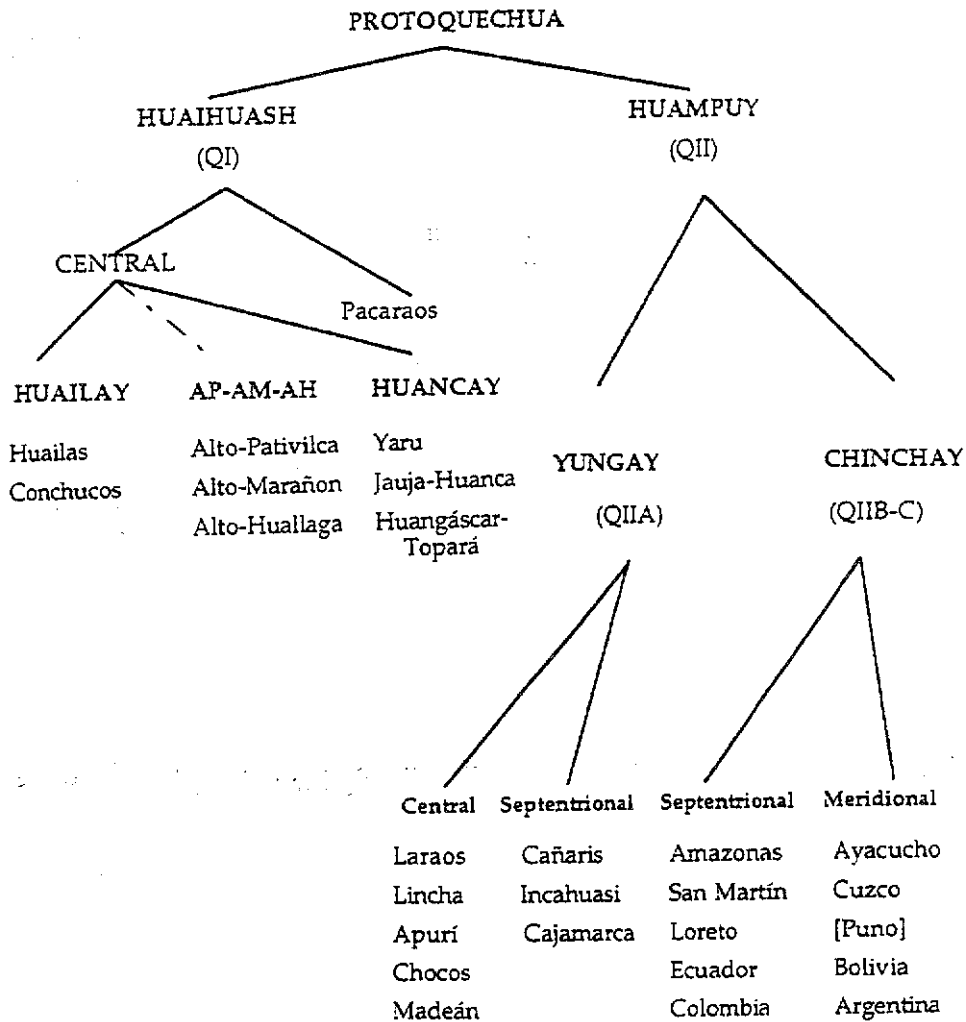 PROTOQUECHUA
HUAIHUASH
(QI)
HUAMPUY
(QII)
CENTRAL
Pacaraos
HUAILAY
Huailas
Conchucos
AP-AM-AH
Alto-Pativilca
Alto-Marañon
Alto-Huallaga
HUANCAY
Yaru
Jauja-Huanca
Huangáscar-
Topará
YUNGAY
(QIIA)
CHINCHAY
(QIIB-C)
Central
Laraos
Lincha
Apurí
Chocos
Madeán
Septentrional
Cañaris
Incahuasi
Cajamarca
Septentrional
Amazonas
San Martín
Loreto
Ecuador
Colombia
Meridional
Ayacucho
Cuzco
[Puno]
Bolivia
Argentina